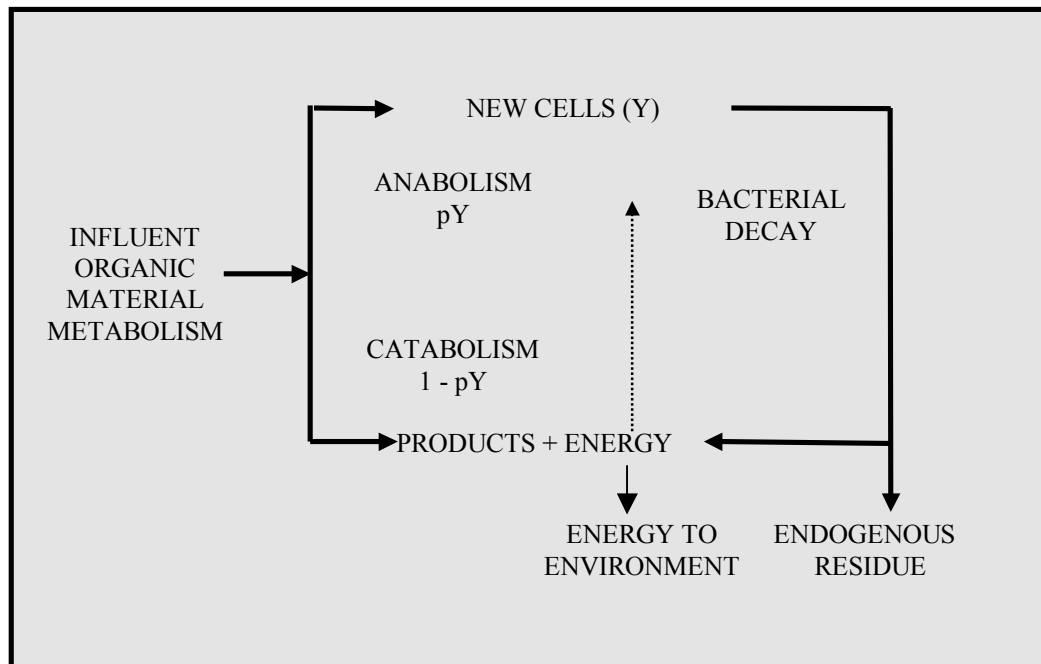 NEW CELLS (Y)
ANABOLISM
pY
BACTERIAL
DECAY
INFLUENT
ORGANIC
MATERIAL
METABOLISM
CATABOLISM
1 - pY
PRODUCTS + ENERGY
ENERGY TO
ENVIRONMENT
ENDOGENOUS
RESIDUE